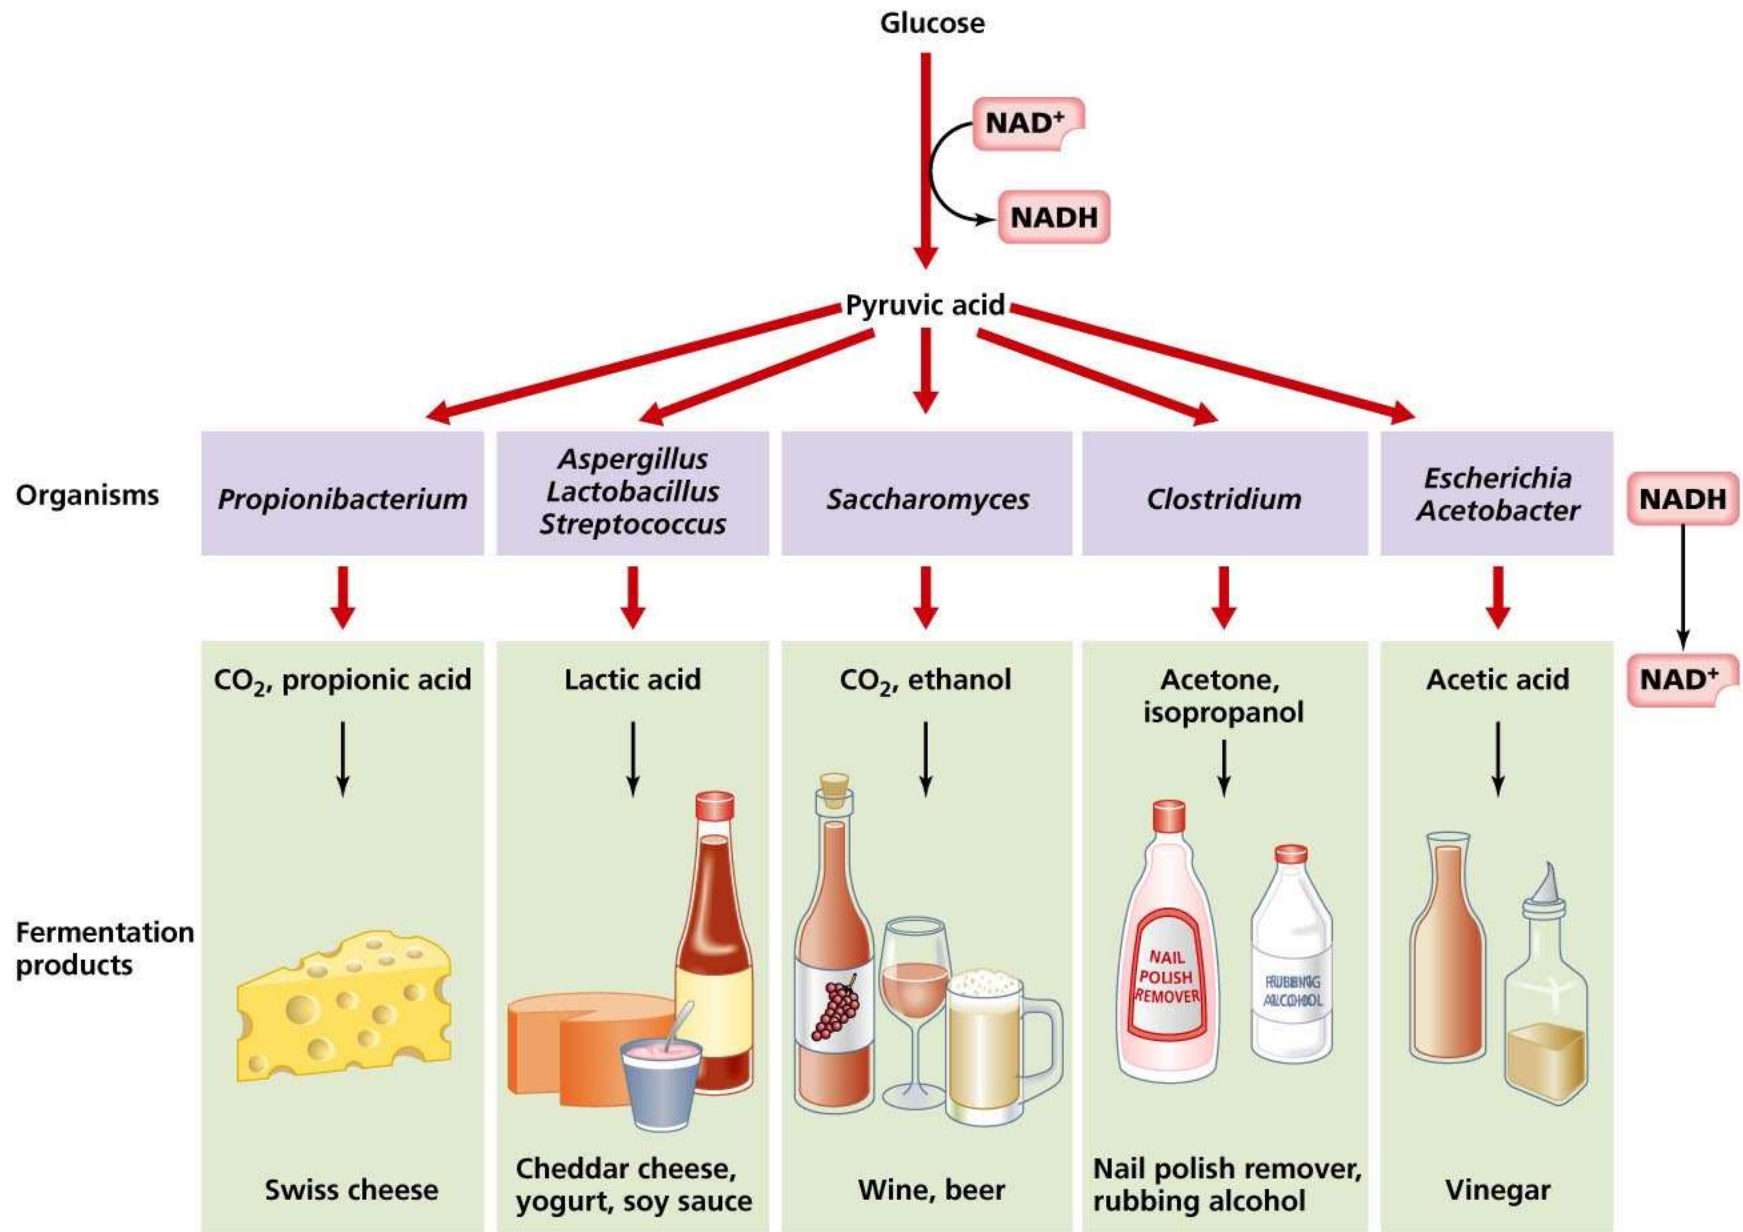 Glucose
NAD⁺
NADH
Pyruvic acid
Organisms
Propionibacterium
Aspergillus
Lactobacillus
Streptococcus
Saccharomyces
Clostridium
Escherichia
Acetobacter
NADH
NAD⁺
Fermentation
products
CO₂, propionic acid
Lactic acid
CO₂, ethanol
Acetone,
isopropanol
Acetic acid
NAIL
POLISH
REMOVER
RUBBING
ALCOHOL
Swiss cheese
Cheddar cheese,
yogurt, soy sauce
Wine, beer
Nail polish remover,
rubbing alcohol
Vinegar